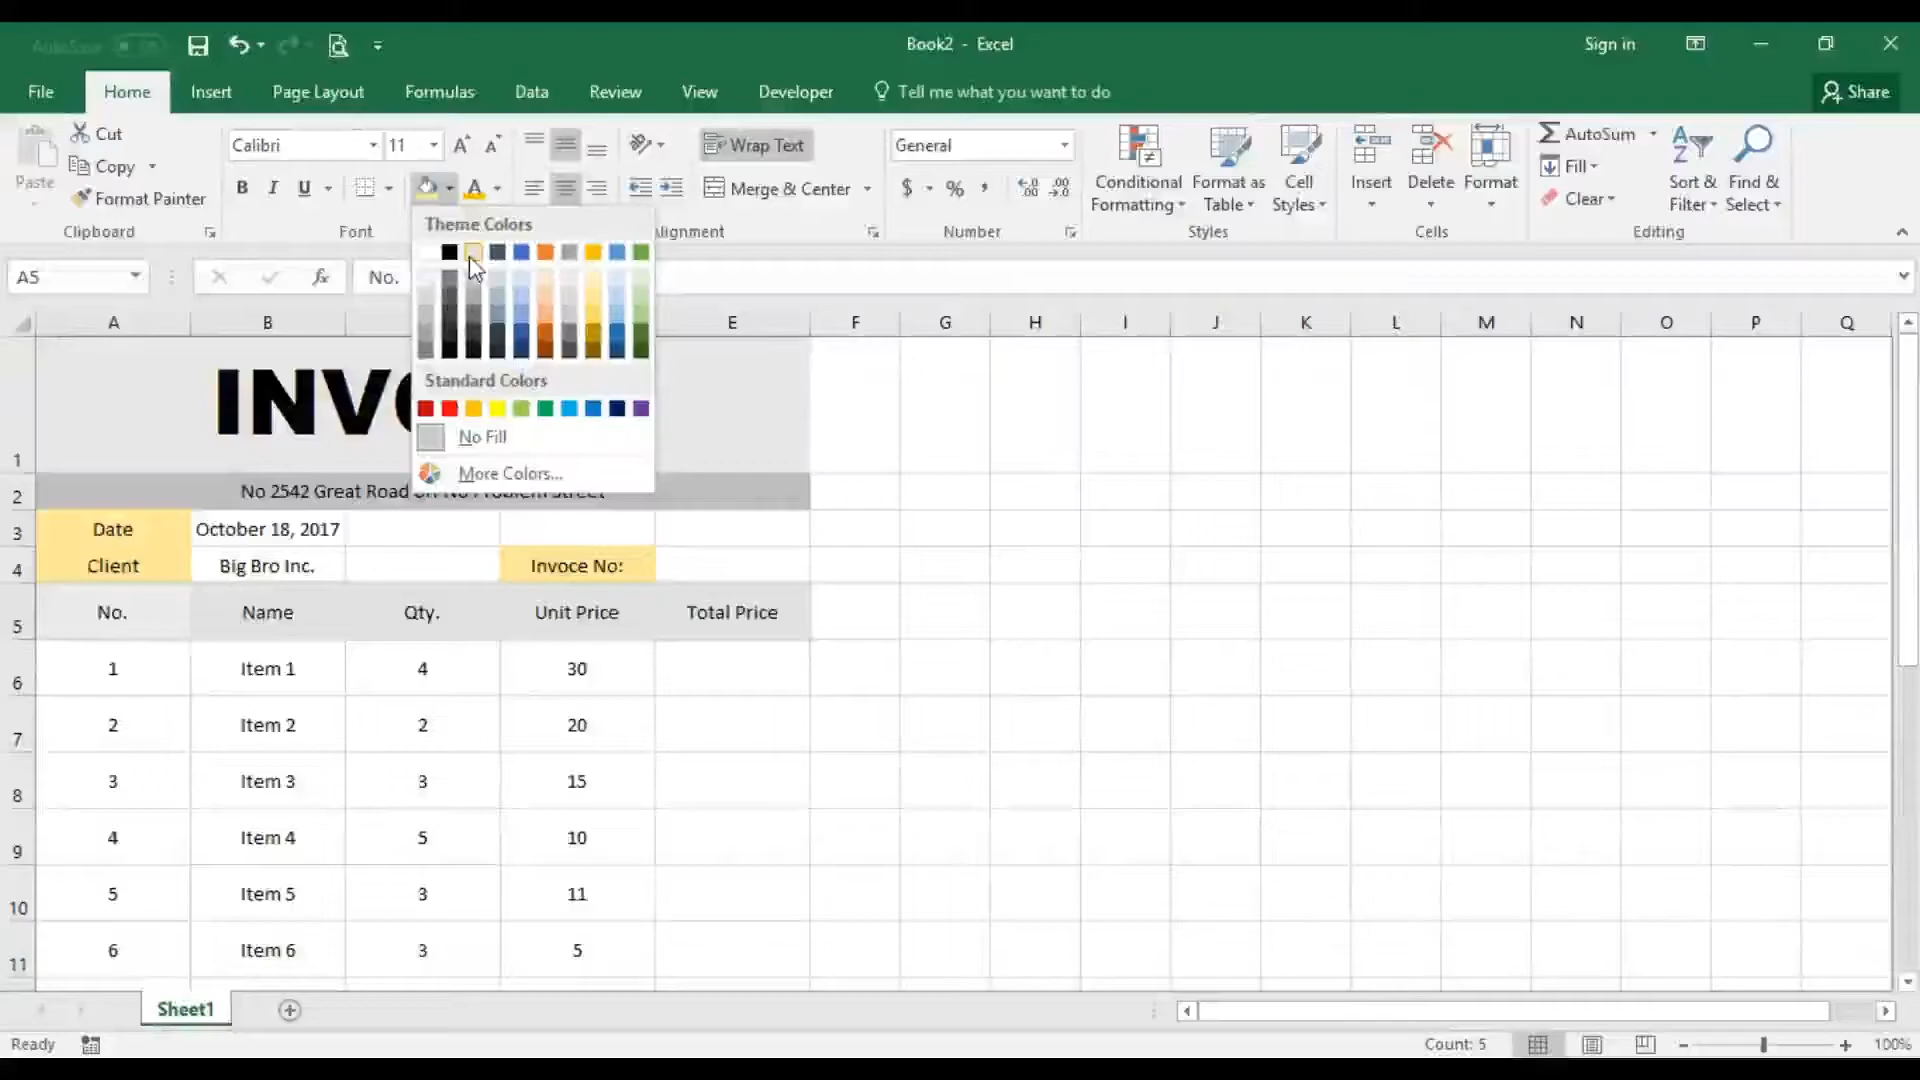 AutoSave
Book2 - Excel
Sign in
File Home Insert Page Layout Formulas Data Review View Developer Tell me what you want to do Share
Paste
Cut
Copy
Format Painter
Clipboard
Calibri 11
B I U
Font
Wrap Text
Merge & Center
lignment
General
$ % ,
Number
Conditional Formatting
Format as Table
Cell Styles
Styles
Insert Delete Format
Cells
AutoSum
Fill
Clear
Sort & Filter
Find & Select
Editing
Theme Colors
Standard Colors
No Fill
More Colors...
A5 fx No.
A B E F G H I J K L M N O P Q
1 INVO
2 No 2542 Great Road
3 Date October 18, 2017
4 Client Big Bro Inc. Invoce No:
5 No. Name Qty. Unit Price Total Price
6 1 Item 1 4 30
7 2 Item 2 2 20
8 3 Item 3 3 15
9 4 Item 4 5 10
10 5 Item 5 3 11
11 6 Item 6 3 5
Sheet1
Ready Count: 5 100%